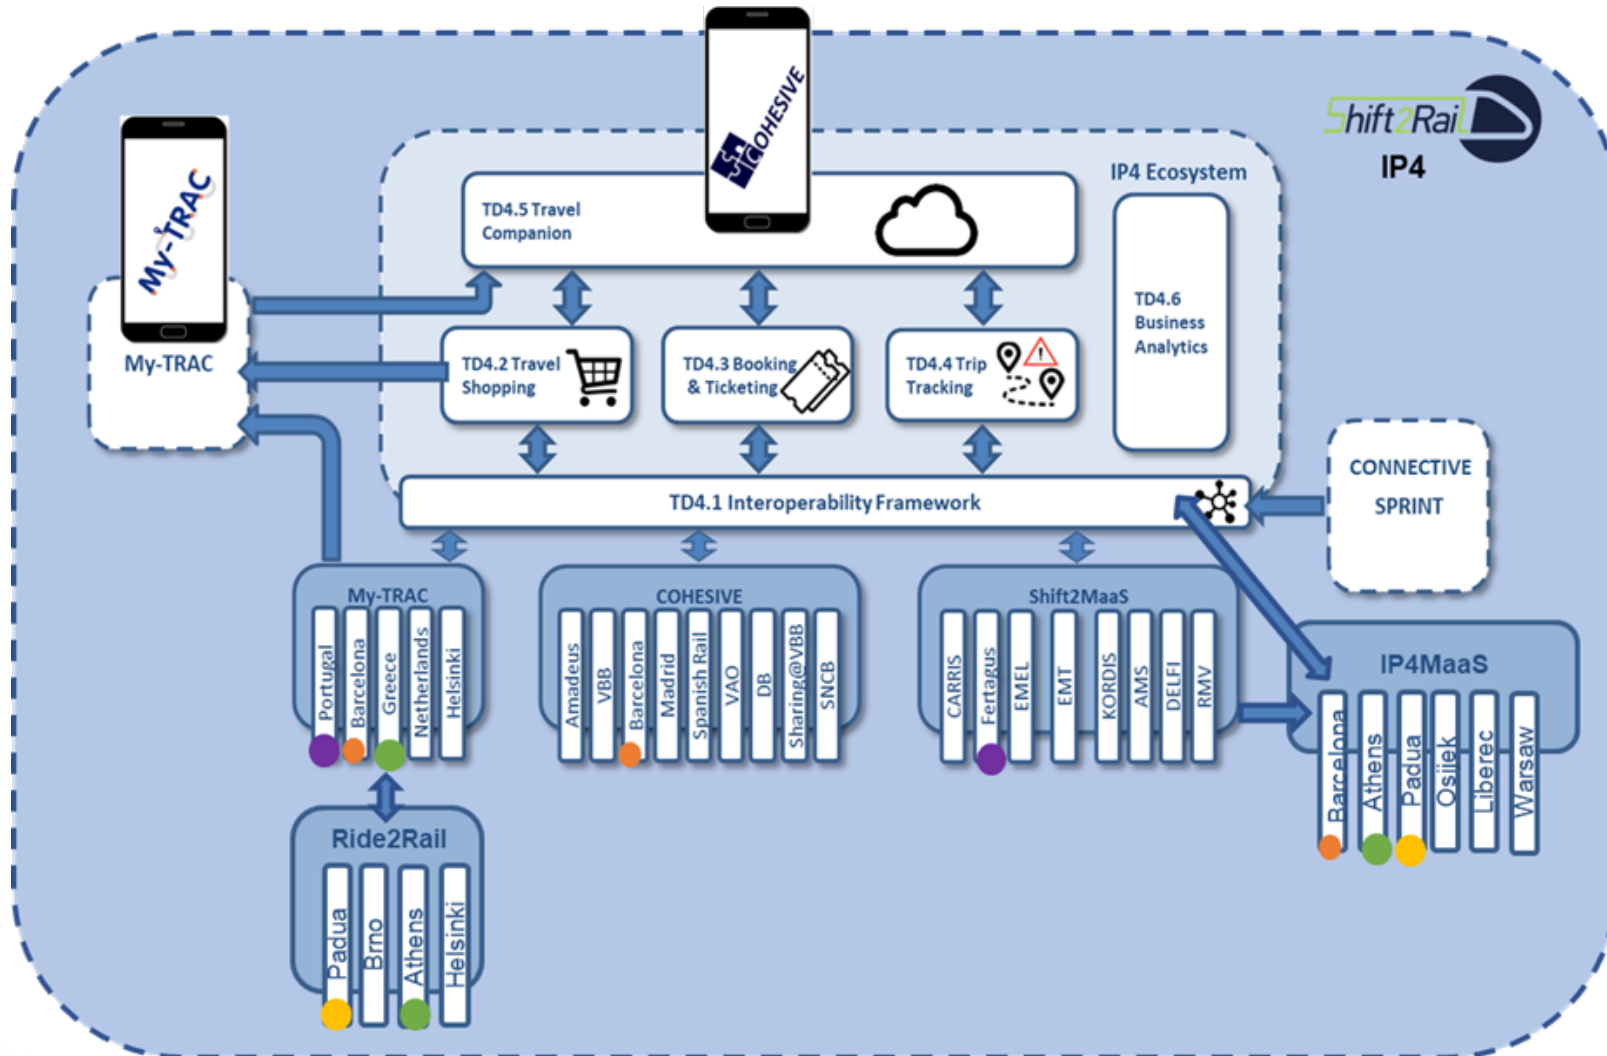 COHESIVE
Shift2Rail
IP4
My-TRAC
IP4 Ecosystem
TD4.5 Travel
Companion
TD4.6
Business
Analytics
My-TRAC
TD4.2 Travel
Shopping
TD4.3 Booking
& Ticketing
TD4.4 Trip
Tracking
!
CONNECTIVE
SPRINT
TD4.1 Interoperability Framework
My-TRAC
Portugal
Barcelona
Greece
Netherlands
Helsinki
COHESIVE
Amadeus
VBB
Barcelona
Madrid
Spanish Rail
VAO
DB
Sharing@VBB
SNCB
Shift2MaaS
CARRIS
Fertagus
EMEL
EMT
KORDIS
AMS
DELFI
RMV
IP4MaaS
Barcelona
Athens
Padua
Osijek
Liberec
Warsaw
Ride2Rail
Padua
Brno
Athens
Helsinki